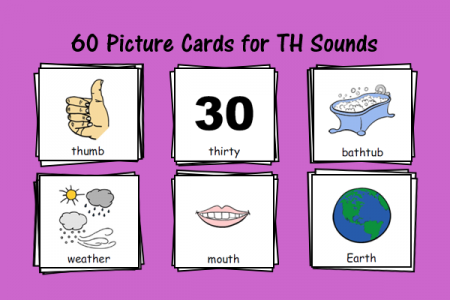 60 Picture Cards for TH Sounds
thumb
30
thirty
bathtub
weather
mouth
Earth